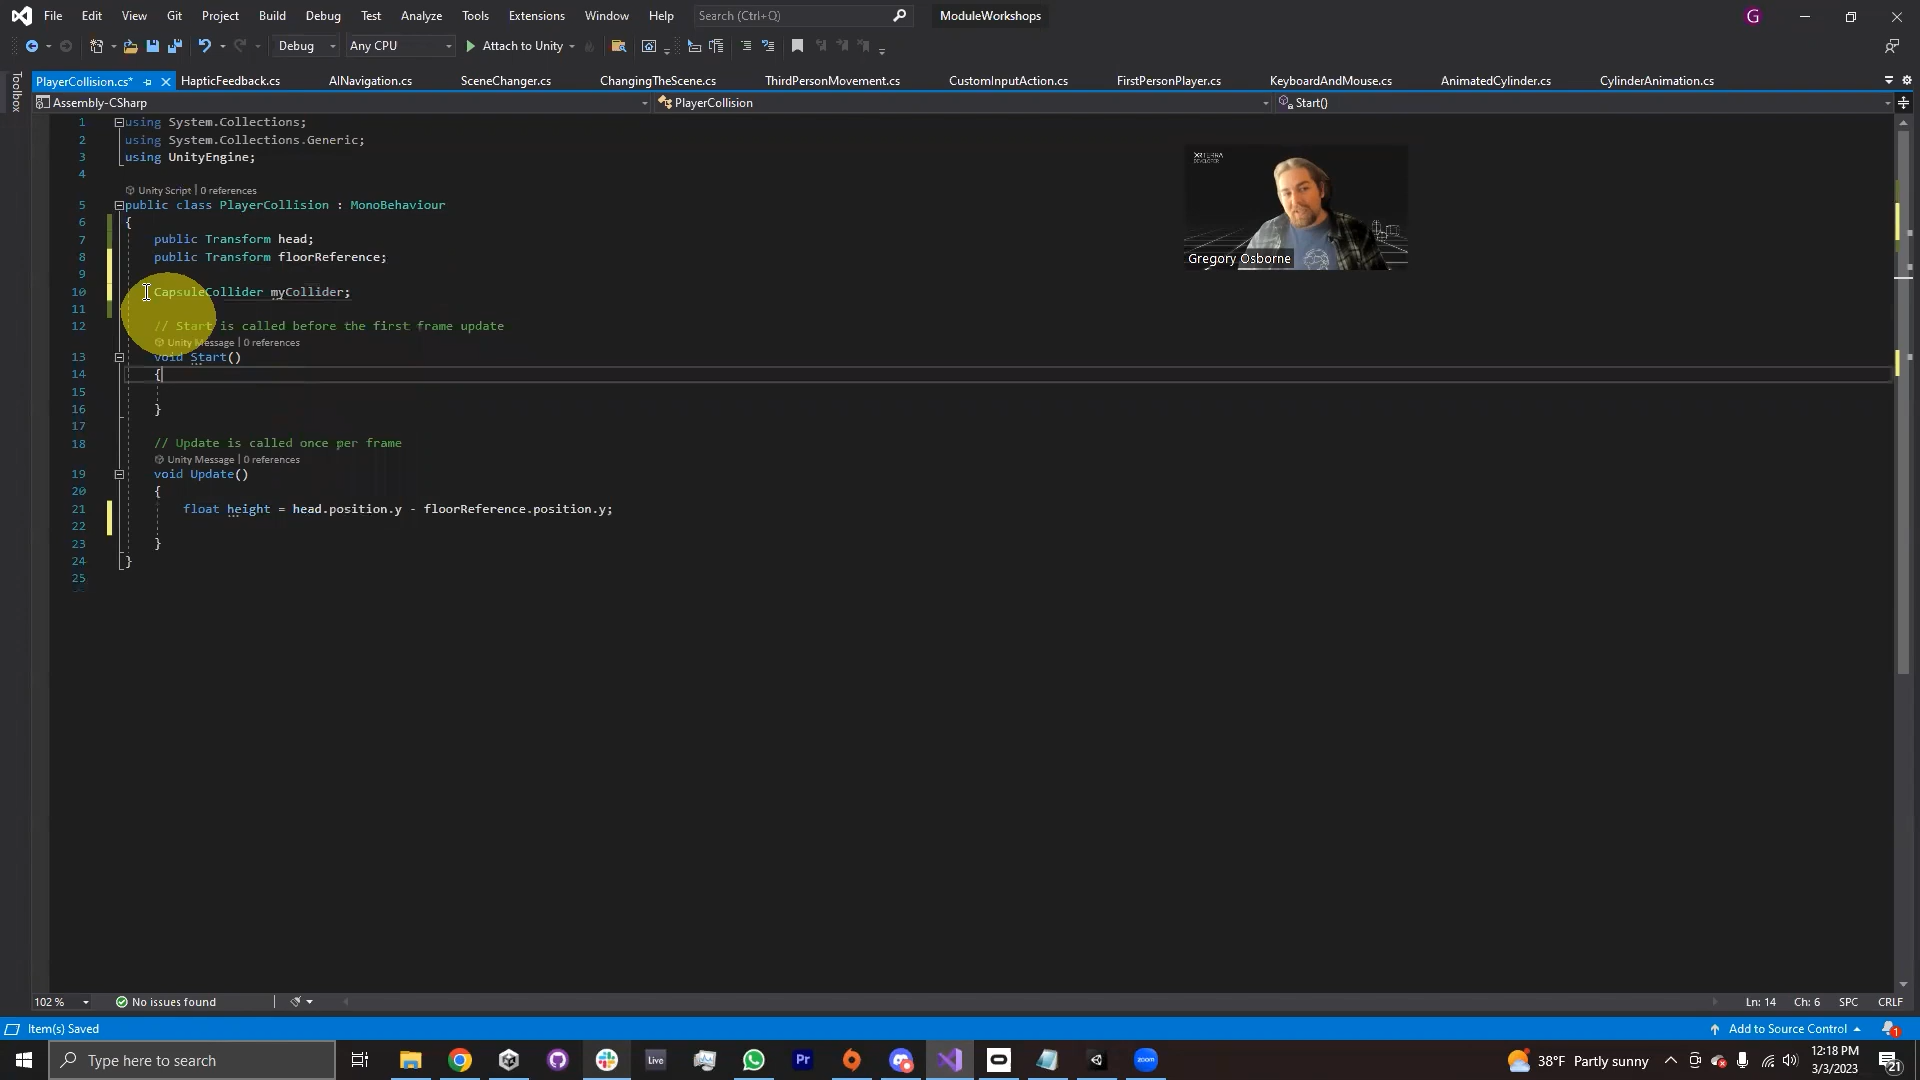 File Edit View Git Project Build Debug Test Analyze Tools Extensions Window Help Search (Ctrl+Q) ModuleWorkshops G
Debug Any CPU Attach to Unity
PlayerCollision.cs* HapticFeedback.cs AINavigation.cs SceneChanger.cs ChangingTheScene.cs ThirdPersonMovement.cs CustomInputAction.cs FirstPersonPlayer.cs KeyboardAndMouse.cs AnimatedCylinder.cs CylinderAnimation.cs
Toolbox
Assembly-CSharp PlayerCollision Start()
1 using System.Collections;
2 using System.Collections.Generic;
3 using UnityEngine;
4
Unity Script | 0 references
5 public class PlayerCollision : MonoBehaviour
6 {
7 public Transform head;
8 public Transform floorReference;
9
10 CapsuleCollider myCollider;
11
12 // Start is called before the first frame update
Unity Message | 0 references
13 void Start()
14 {
15
16 }
17
18 // Update is called once per frame
Unity Message | 0 references
19 void Update()
20 {
21 float height = head.position.y - floorReference.position.y;
22
23 }
24 }
25
XRTERRA
DEVELOPER
Gregory Osborne
102 % No issues found Ln: 14 Ch: 6 SPC CRLF
Item(s) Saved Add to Source Control 1
Type here to search Live Pr zoom 38°F Partly sunny 12:18 PM
3/3/2023 21